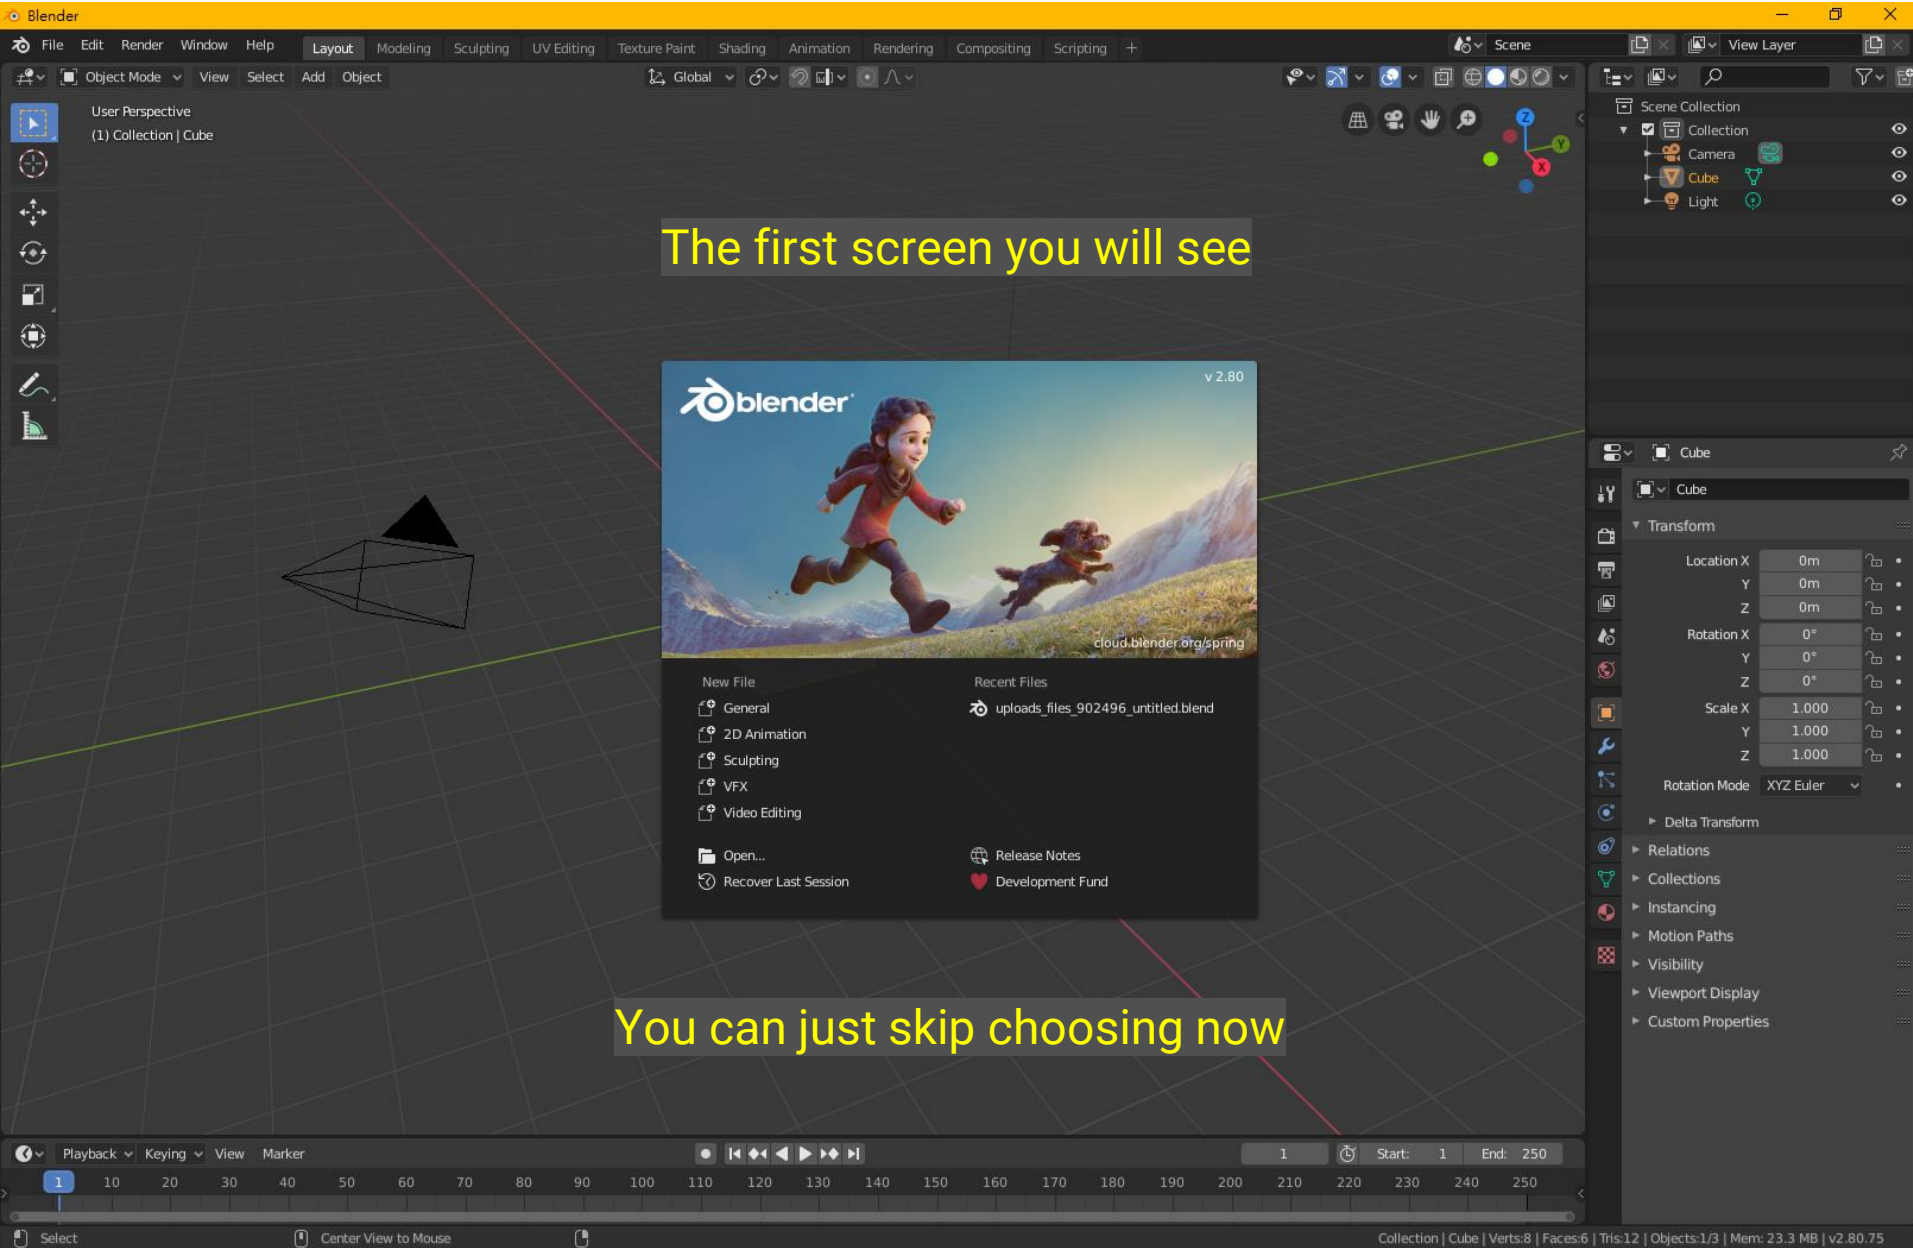 Blender
File Edit Render Window Help Layout Modeling Sculpting UV Editing Texture Paint Shading Animation Rendering Compositing Scripting + Scene View Layer
Object Mode View Select Add Object Global
User Perspective
(1) Collection | Cube
Z
Y
X
Scene Collection
Collection
Camera
Cube
Light
The first screen you will see
blender
v 2.80
cloud.blender.org/spring
New File
General
2D Animation
Sculpting
VFX
Video Editing
Open...
Recover Last Session
Recent Files
uploads_files_902496_untitled.blend
Release Notes
Development Fund
You can just skip choosing now
Cube
Cube
Transform
Location X 0m
Y 0m
Z 0m
Rotation X 0°
Y 0°
Z 0°
Scale X 1.000
Y 1.000
Z 1.000
Rotation Mode XYZ Euler
Delta Transform
Relations
Collections
Instancing
Motion Paths
Visibility
Viewport Display
Custom Properties
Playback Keying View Marker 1 Start: 1 End: 250
1 10 20 30 40 50 60 70 80 90 100 110 120 130 140 150 160 170 180 190 200 210 220 230 240 250
Select Center View to Mouse Collection | Cube | Verts:8 | Faces:6 | Tris:12 | Objects:1/3 | Mem: 23.3 MB | v2.80.75